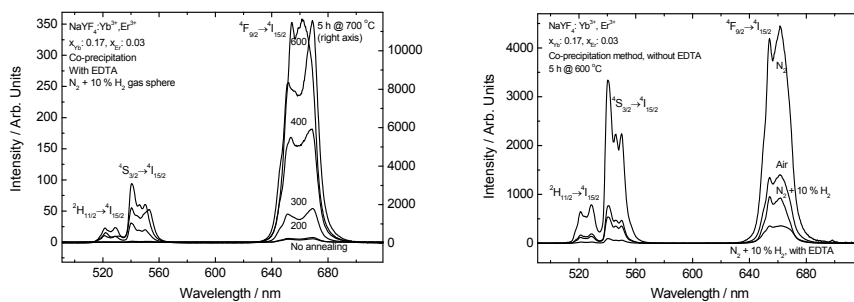 NaYF₄:Yb³⁺,Er³⁺
x_Yb: 0.17, x_Er: 0.03
Co-precipitation
With EDTA
N₂ + 10 % H₂ gas sphere
⁴F₉/₂→⁴I₁₅/₂
5 h @ 700 °C
(right axis)
600
400
300
200
No annealing
⁴S₃/₂→⁴I₁₅/₂
²H₁₁/₂→⁴I₁₅/₂
Intensity / Arb. Units
350
300
250
200
150
100
50
0
10000
8000
6000
4000
2000
0
520 560 600 640 680
Wavelength / nm
NaYF₄: Yb³⁺, Er³⁺
x_Yb: 0.17, x_Er: 0.03
Co-precipitation method, without EDTA
5 h @ 600 °C
⁴F₉/₂→⁴I₁₅/₂
N₂
⁴S₃/₂→⁴I₁₅/₂
²H₁₁/₂→⁴I₁₅/₂
Air
N₂ + 10 % H₂
N₂ + 10 % H₂, with EDTA
Intensity / Arb. Units
4000
3000
2000
1000
0
520 560 600 640 680
Wavelength / nm